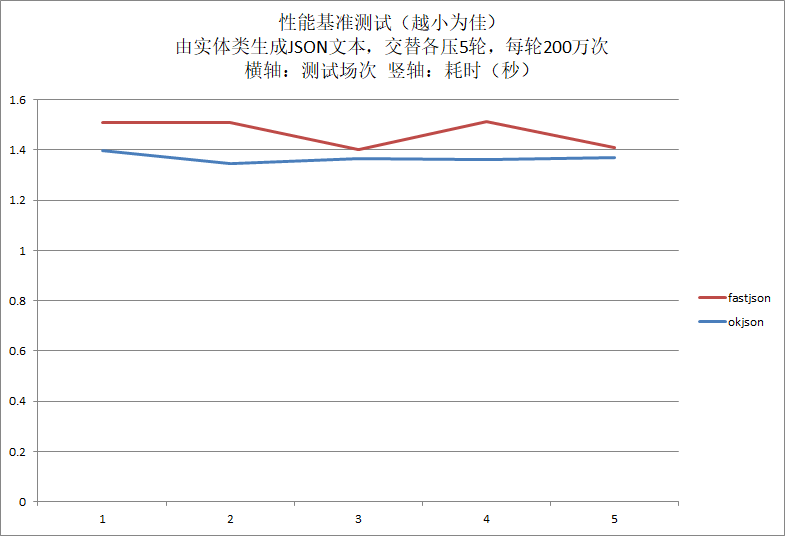 性能基准测试（越小为佳）
由实体类生成JSON文本，交替各压5轮，每轮200万次
横轴：测试场次 竖轴：耗时（秒）
1.6
1.4
1.2
1
0.8
0.6
0.4
0.2
0
1 2 3 4 5
fastjson
okjson